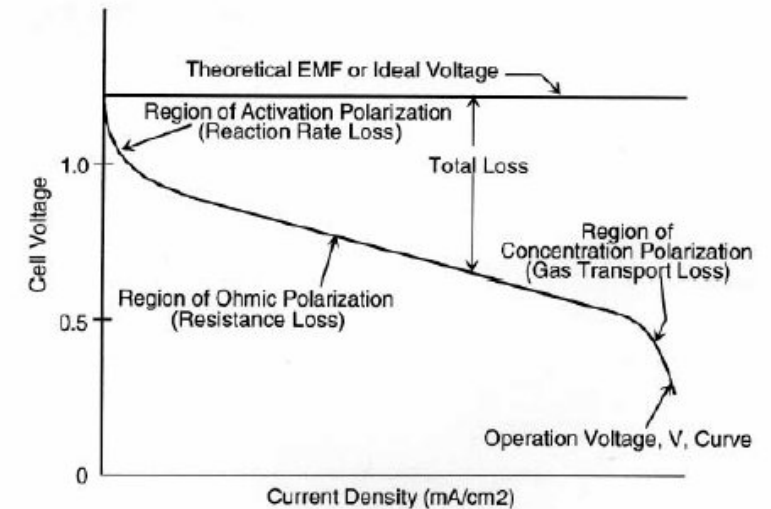 Theoretical EMF or Ideal Voltage
Region of Activation Polarization
(Reaction Rate Loss)
1.0
Total Loss
Cell Voltage
Region of
Concentration Polarization
(Gas Transport Loss)
Region of Ohmic Polarization
(Resistance Loss)
0.5
Operation Voltage, V, Curve
0
Current Density (mA/cm2)